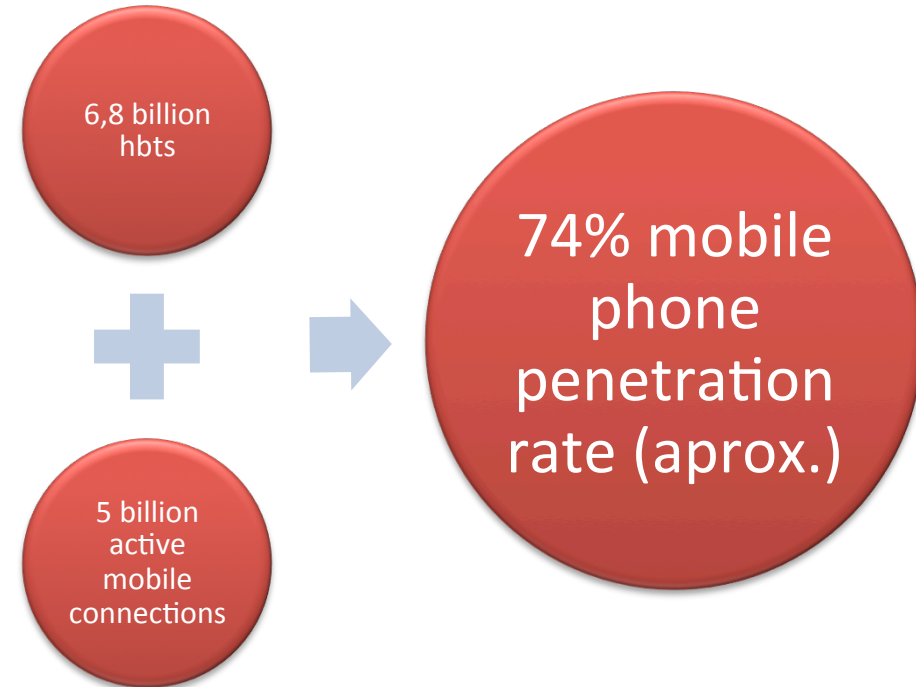 6,8 billion
hbts
5 billion
active
mobile
connections
74% mobile
phone
penetration
rate (aprox.)